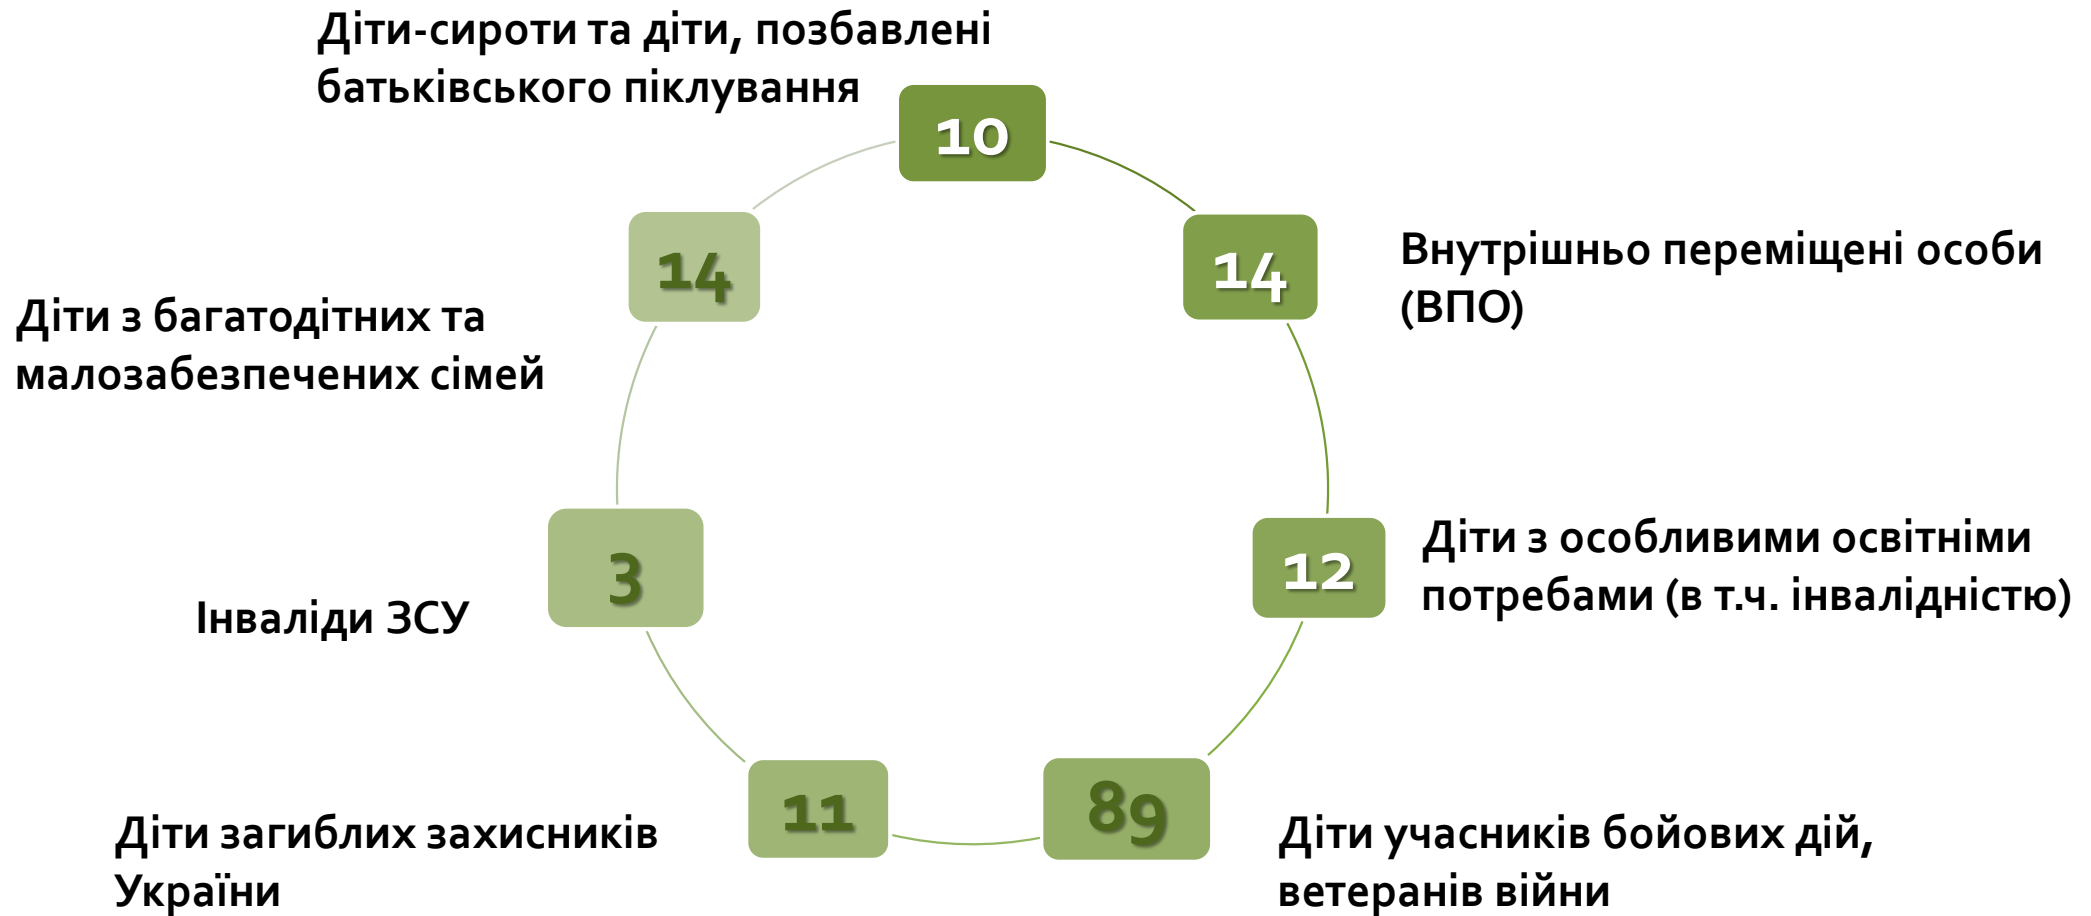 Діти-сироти та діти, позбавлені
батьківського піклування
10
14
Внутрішньо переміщені особи
(ВПО)
12
Діти з особливими освітніми
потребами (в т.ч. інвалідністю)
89
Діти учасників бойових дій,
ветеранів війни
11
Діти загиблих захисників
України
3
Інваліди ЗСУ
14
Діти з багатодітних та
малозабезпечених сімей